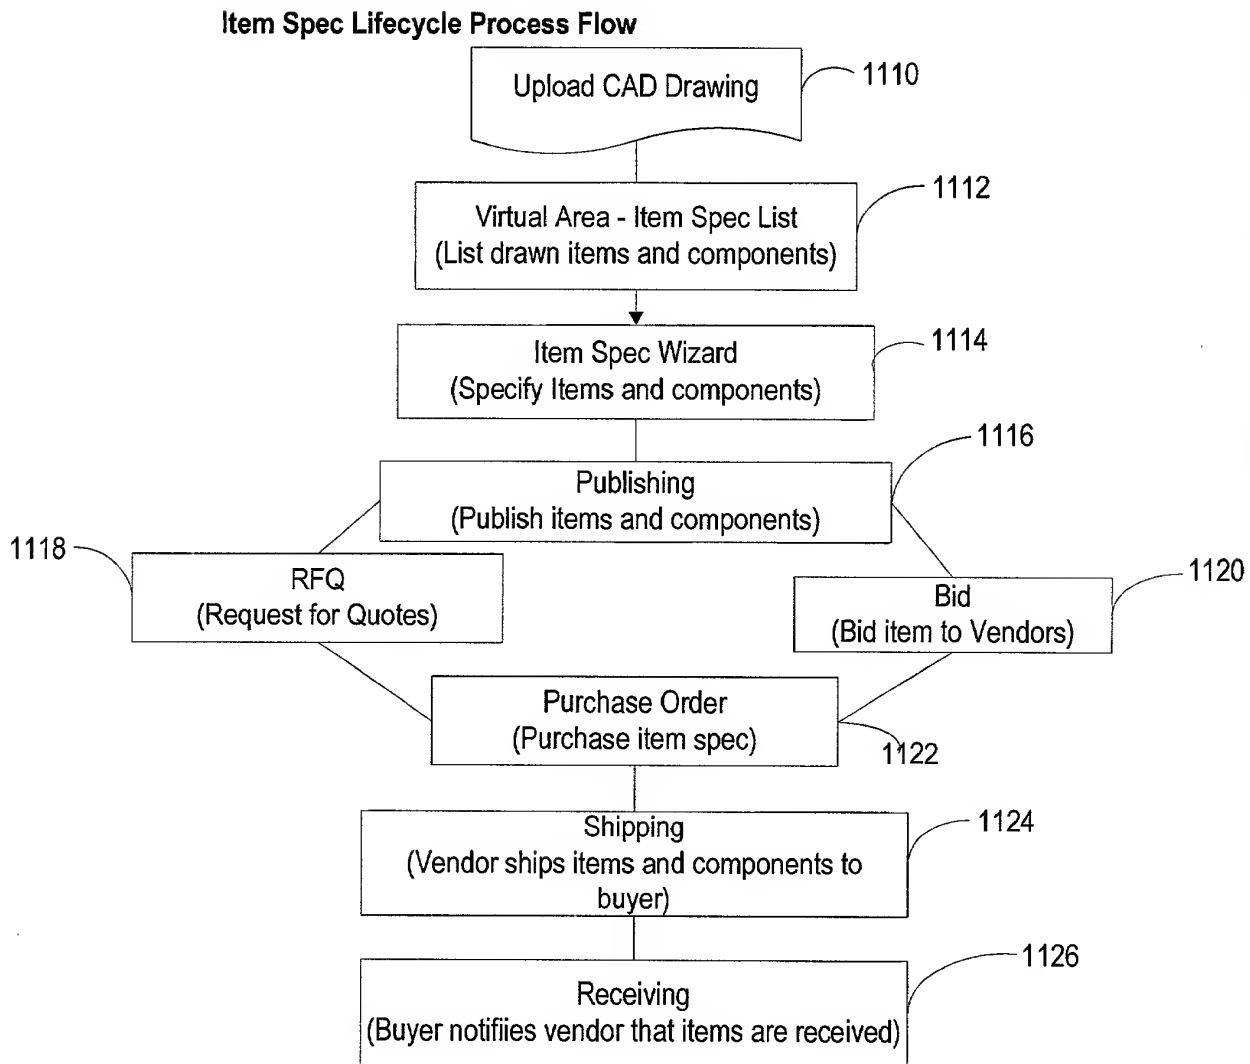 Item Spec Lifecycle Process Flow
Upload CAD Drawing
1110
1112
Virtual Area - Item Spec List
(List drawn items and components)
1114
Item Spec Wizard
(Specify Items and components)
1116
Publishing
(Publish items and components)
1118
RFQ
(Request for Quotes)
1120
Bid
(Bid item to Vendors)
Purchase Order
(Purchase item spec)
1122
1124
Shipping
(Vendor ships items and components to
buyer)
1126
Receiving
(Buyer notifiies vendor that items are received)